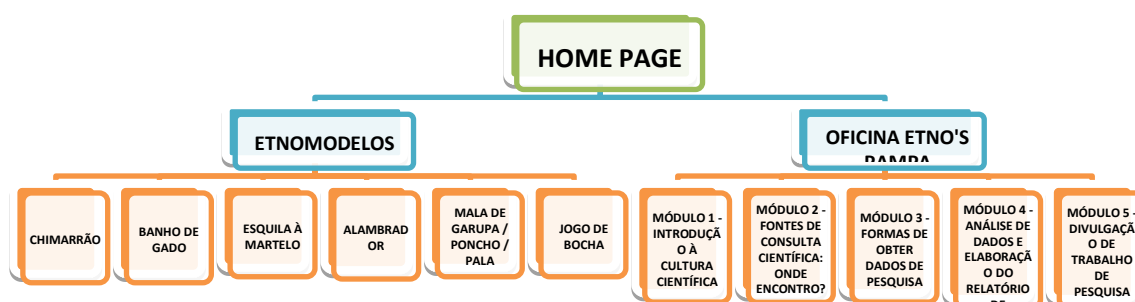 HOME PAGE
ETNOMODELOS
OFICINA ETNO'S
PAMPA
CHIMARRÃO
BANHO DE
GADO
ESQUILA À
MARTELO
ALAMBRAD
OR
MALA DE
GARUPA /
PONCHO /
PALA
JOGO DE
BOCHA
MÓDULO 1 -
INTRODUÇÃ
O À
CULTURA
CIENTÍFICA
MÓDULO 2 -
FONTES DE
CONSULTA
CIENTÍFICA:
ONDE
ENCONTRO?
MÓDULO 3 -
FORMAS DE
OBTER
DADOS DE
PESQUISA
MÓDULO 4 -
ANÁLISE DE
DADOS E
ELABORAÇÃ
O DO
RELATÓRIO
DE
MÓDULO 5 -
DIVULGAÇÃ
O DE
TRABALHO
DE
PESQUISA